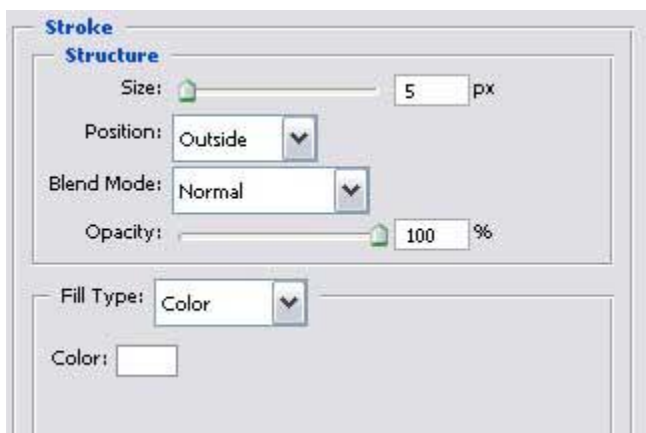 Stroke
Structure
Size: 5 px
Position: Outside
Blend Mode: Normal
Opacity: 100 %
Fill Type: Color
Color: